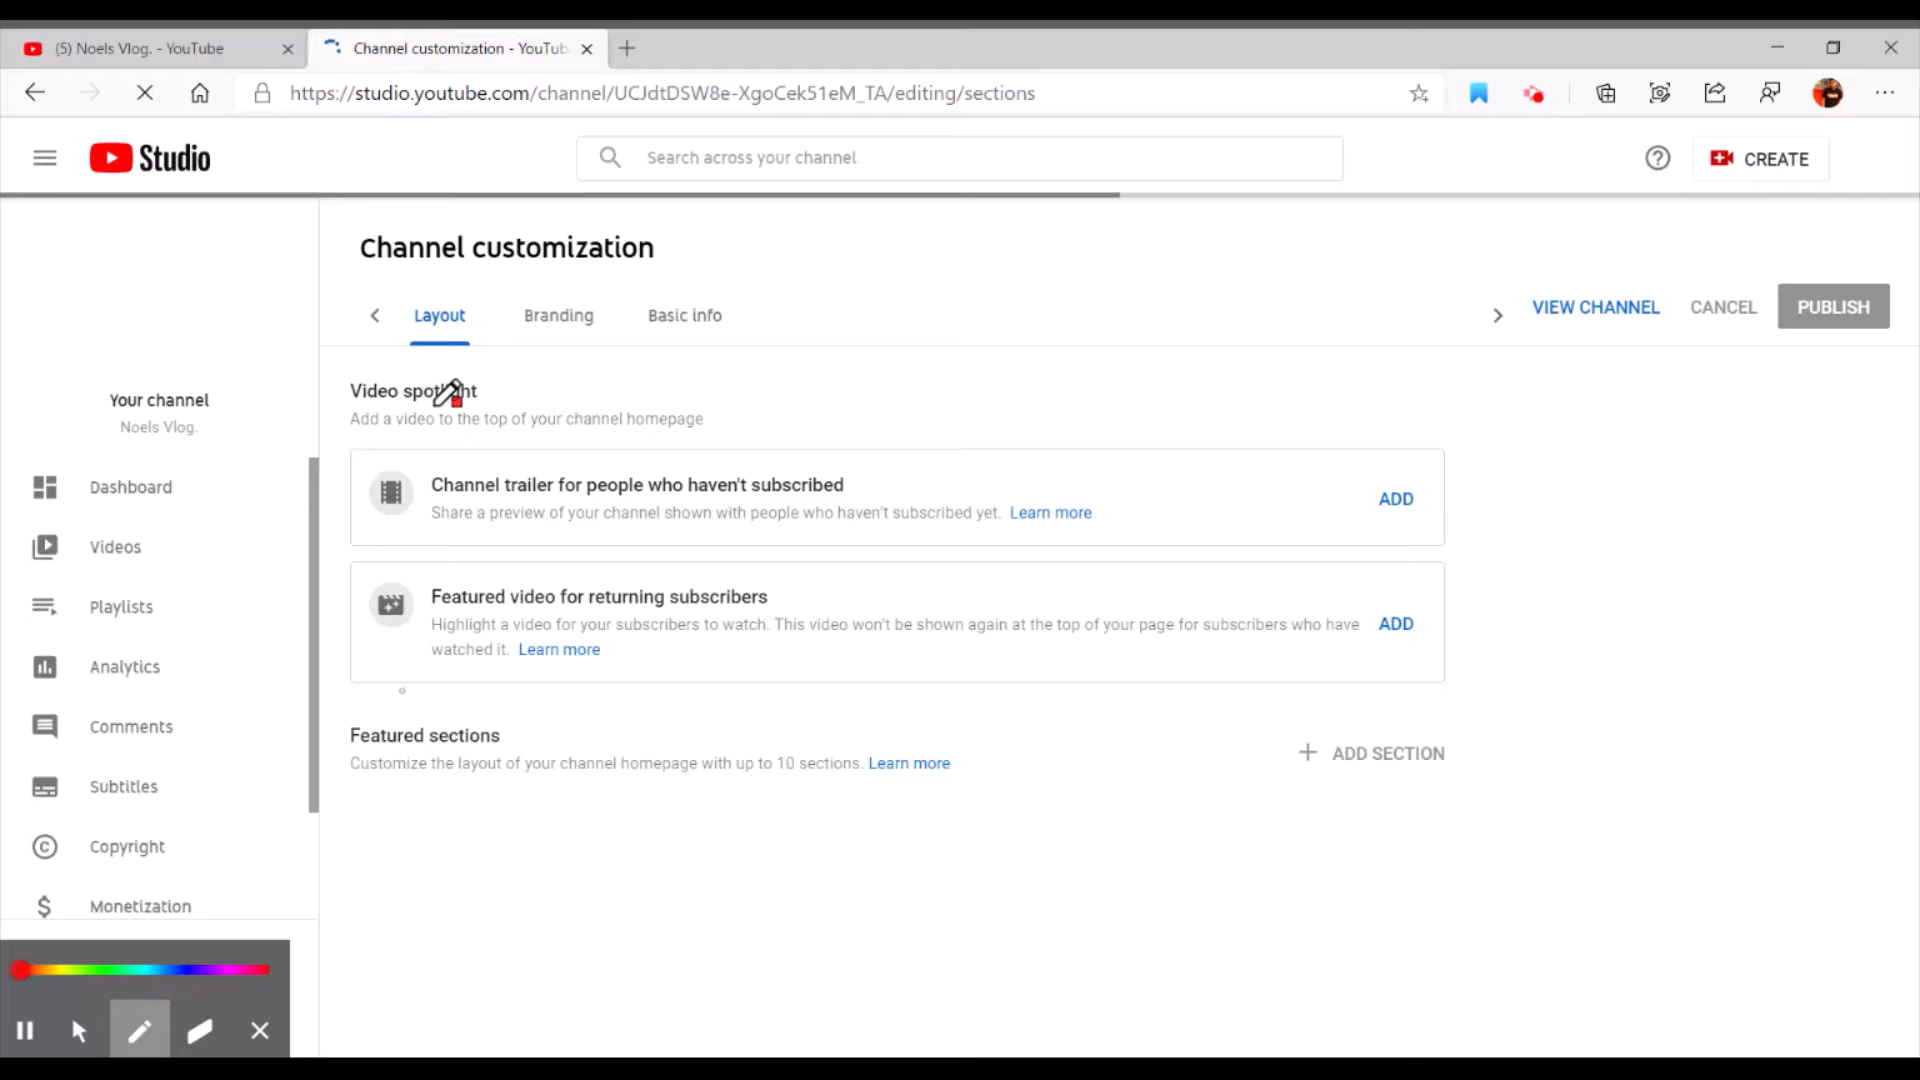 (5) Noels Vlog. - YouTube
Channel customization - YouTub
https://studio.youtube.com/channel/UCJdtDSW8e-XgoCek51eM_TA/editing/sections
Studio
Search across your channel
CREATE
Channel customization
Layout
Branding
Basic info
VIEW CHANNEL
CANCEL
PUBLISH
Your channel
Noels Vlog.
Dashboard
Videos
Playlists
Analytics
Comments
Subtitles
Copyright
Monetization
Video spotlight
Add a video to the top of your channel homepage
Channel trailer for people who haven't subscribed
Share a preview of your channel shown with people who haven't subscribed yet. Learn more
ADD
Featured video for returning subscribers
Highlight a video for your subscribers to watch. This video won't be shown again at the top of your page for subscribers who have
watched it. Learn more
ADD
Featured sections
Customize the layout of your channel homepage with up to 10 sections. Learn more
+ ADD SECTION